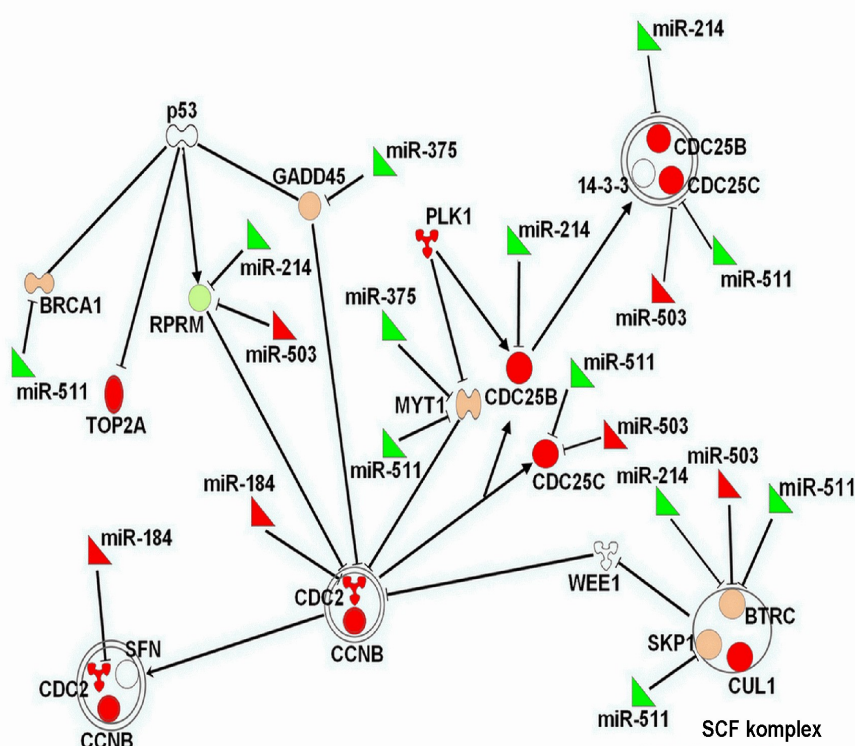 miR-214
p53
CDC25B
miR-375
GADD45
14-3-3
CDC25C
PLK1
miR-214
miR-214
miR-511
BRCA1
miR-375
miR-503
RPRM
miR-503
miR-511
miR-511
MYT1
CDC25B
TOP2A
miR-503
miR-511
miR-503
miR-184
CDC25C
miR-214
miR-511
miR-184
WEE1
CDC2
BTRC
SFN
CCNB
SKP1
CDC2
CUL1
miR-511
CCNB
SCF komplex